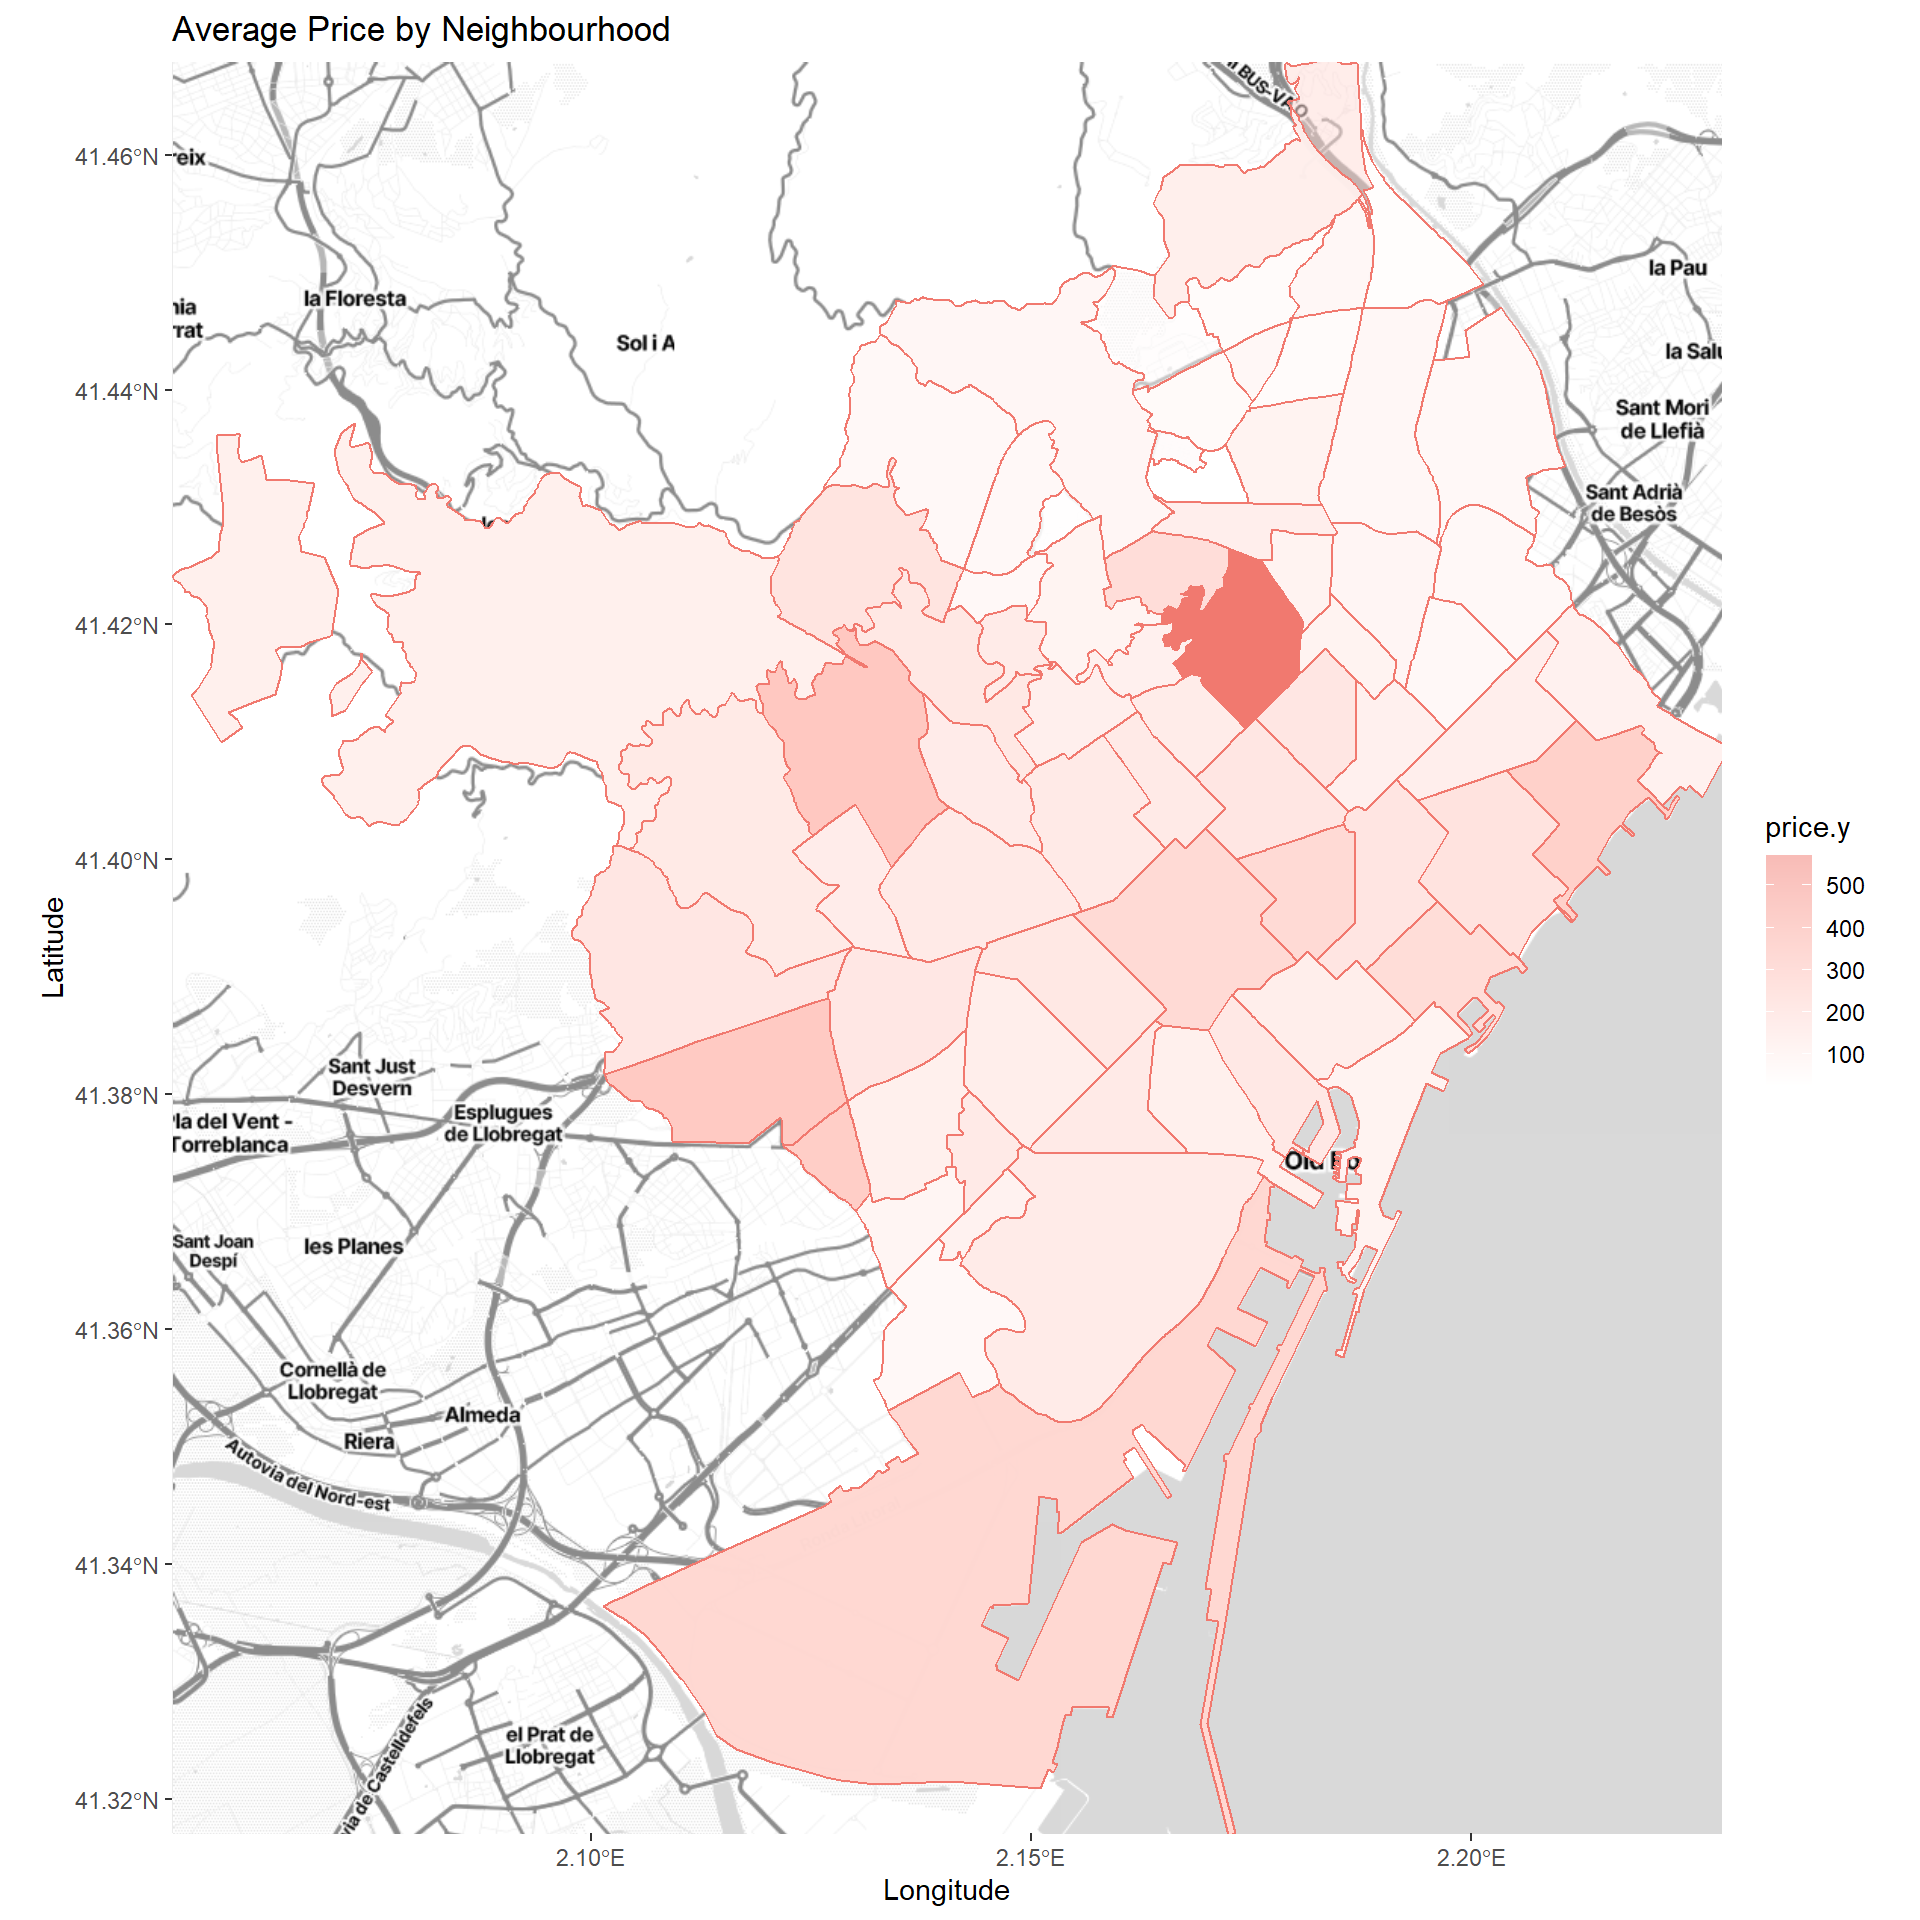 Average Price by Neighbourhood
41.46°N
41.44°N
41.42°N
41.40°N
41.38°N
41.36°N
41.34°N
41.32°N
Latitude
2.10°E
2.15°E
2.20°E
Longitude
price.y
500
400
300
200
100
BUS-VAO
eix
la Pau
la Floresta
nia
rrat
Sol i A
la Salu
Sant Mori
de Llefià
Sant Adrià
de Besòs
Sant Just
Desvern
Pla del Vent -
Torreblanca
Esplugues
de Llobregat
Sant Joan
Despí
les Planes
Cornellà de
Llobregat
Almeda
Riera
Autovia del Nord-est
via de Castelldefels
el Prat de
Llobregat